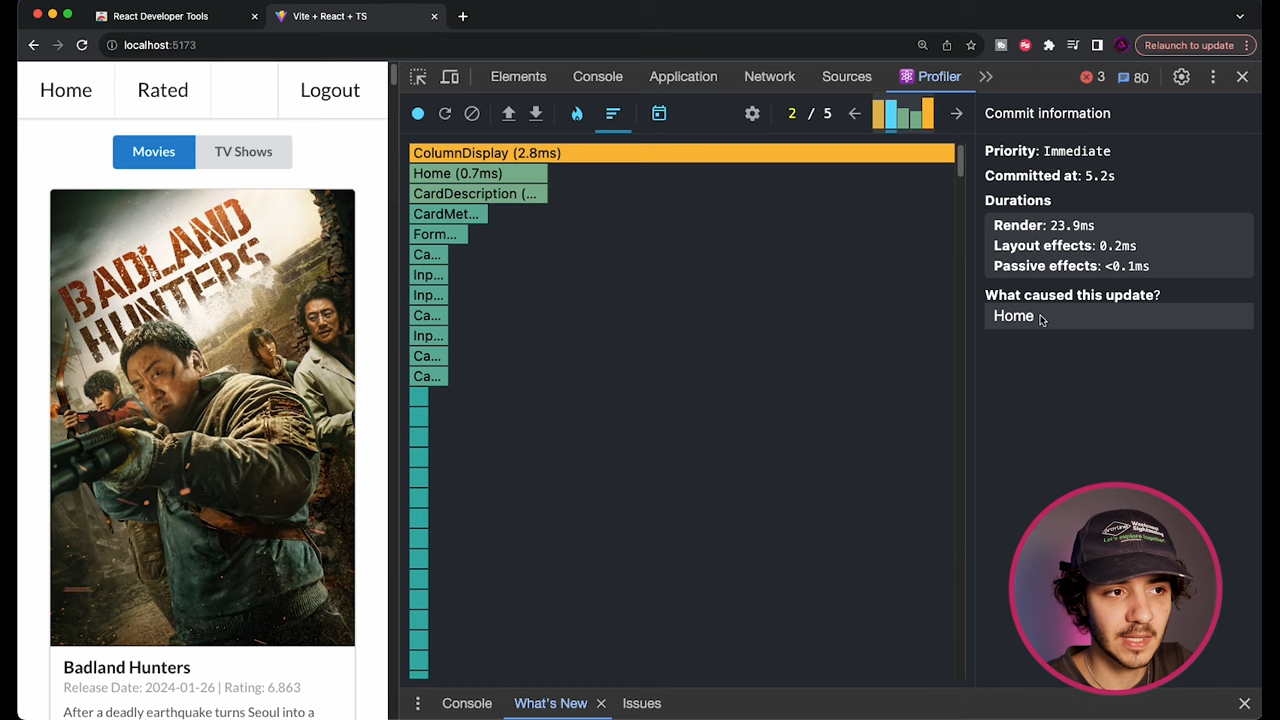 React Developer Tools
Vite + React + TS
localhost:5173
Relaunch to update
Home
Rated
Logout
Movies
TV Shows
BADLAND
HUNTERS
Badland Hunters
Release Date: 2024-01-26 | Rating: 6.863
After a deadly earthquake turns Seoul into a
Elements
Console
Application
Network
Sources
Profiler
3
80
2 / 5
ColumnDisplay (2.8ms)
Home (0.7ms)
CardDescription (...
CardMet...
Form...
Ca...
Inp...
Inp...
Ca...
Inp...
Ca...
Ca...
Commit information
Priority: Immediate
Committed at: 5.2s
Durations
Render: 23.9ms
Layout effects: 0.2ms
Passive effects: <0.1ms
What caused this update?
Home
Let's explore together!
Console
What's New
Issues